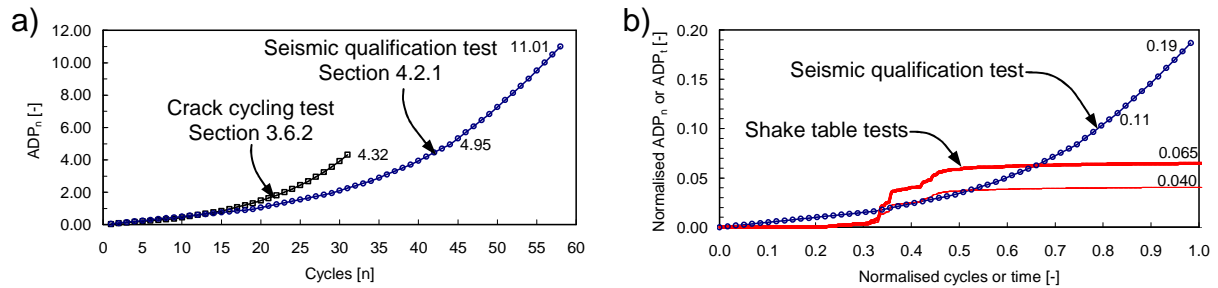 a)
12.00
10.00
8.00
6.00
4.00
2.00
0.00
ADPn [-]
0 5 10 15 20 25 30 35 40 45 50 55 60
Cycles [n]
Seismic qualification test
Section 4.2.1
11.01
Crack cycling test
Section 3.6.2
4.32
4.95
b)
0.20
0.15
0.10
0.05
0.00
Normalised ADPn or ADPt [-]
0.0 0.1 0.2 0.3 0.4 0.5 0.6 0.7 0.8 0.9 1.0
Normalised cycles or time [-]
Seismic qualification test
0.19
0.11
Shake table tests
0.065
0.040